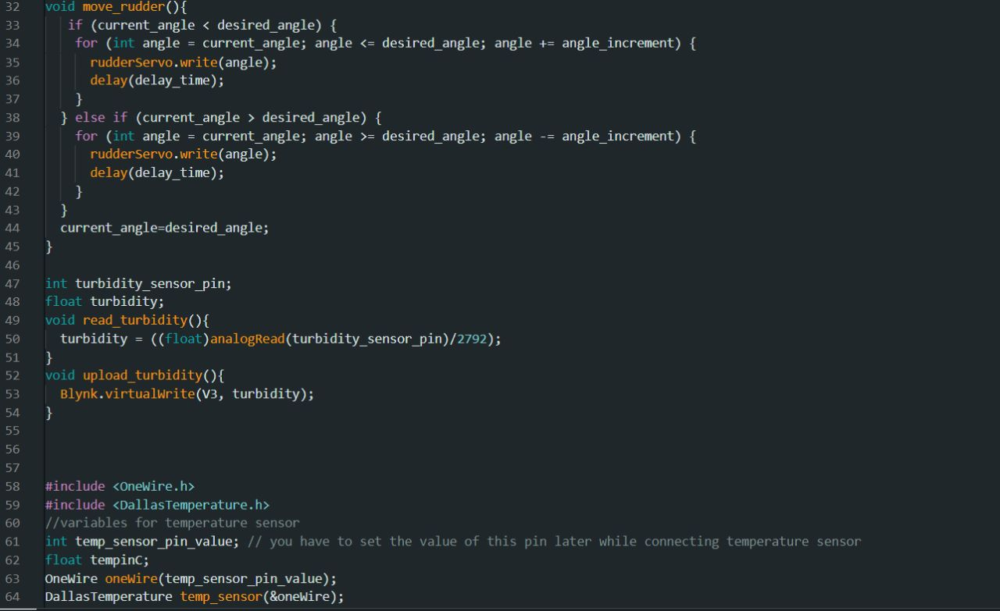 32 void move_rudder(){
33 if (current_angle < desired_angle) {
34 for (int angle = current_angle; angle <= desired_angle; angle += angle_increment) {
35 rudderServo.write(angle);
36 delay(delay_time);
37 }
38 } else if (current_angle > desired_angle) {
39 for (int angle = current_angle; angle >= desired_angle; angle -= angle_increment) {
40 rudderServo.write(angle);
41 delay(delay_time);
42 }
43 }
44 current_angle=desired_angle;
45 }
46
47 int turbidity_sensor_pin;
48 float turbidity;
49 void read_turbidity(){
50 turbidity = ((float)analogRead(turbidity_sensor_pin)/2792);
51 }
52 void upload_turbidity(){
53 Blynk.virtualWrite(V3, turbidity);
54 }
55
56
57
58 #include <OneWire.h>
59 #include <DallasTemperature.h>
60 //variables for temperature sensor
61 int temp_sensor_pin_value; // you have to set the value of this pin later while connecting temperature sensor
62 float tempinC;
63 OneWire oneWire(temp_sensor_pin_value);
64 DallasTemperature temp_sensor(&oneWire);